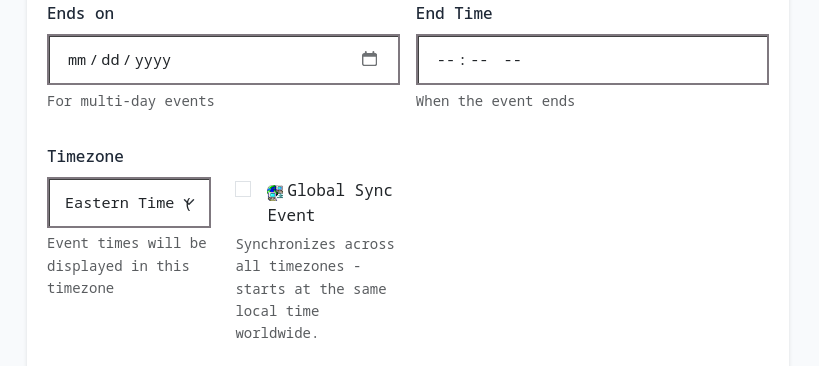 Ends on
End Time
mm / dd / yyyy
-- : -- --
For multi-day events
When the event ends
Timezone
Eastern Time
Global Sync
Event
Event times will be
displayed in this
timezone
Synchronizes across
all timezones -
starts at the same
local time
worldwide.